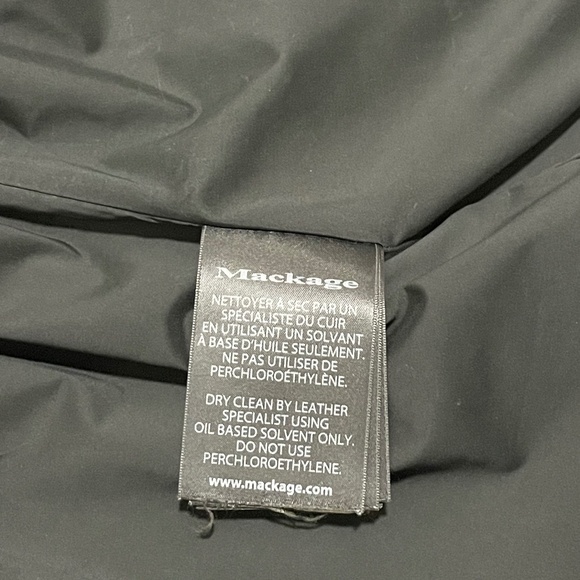 Mackage
NETTOYER À SEC PAR UN
SPÉCIALISTE DU CUIR
EN UTILISANT UN SOLVANT
À BASE D'HUILE SEULEMENT.
NE PAS UTILISER DE
PERCHLOROÉTHYLÈNE.
DRY CLEAN BY LEATHER
SPECIALIST USING
OIL BASED SOLVENT ONLY.
DO NOT USE
PERCHLOROETHYLENE.
www.mackage.com